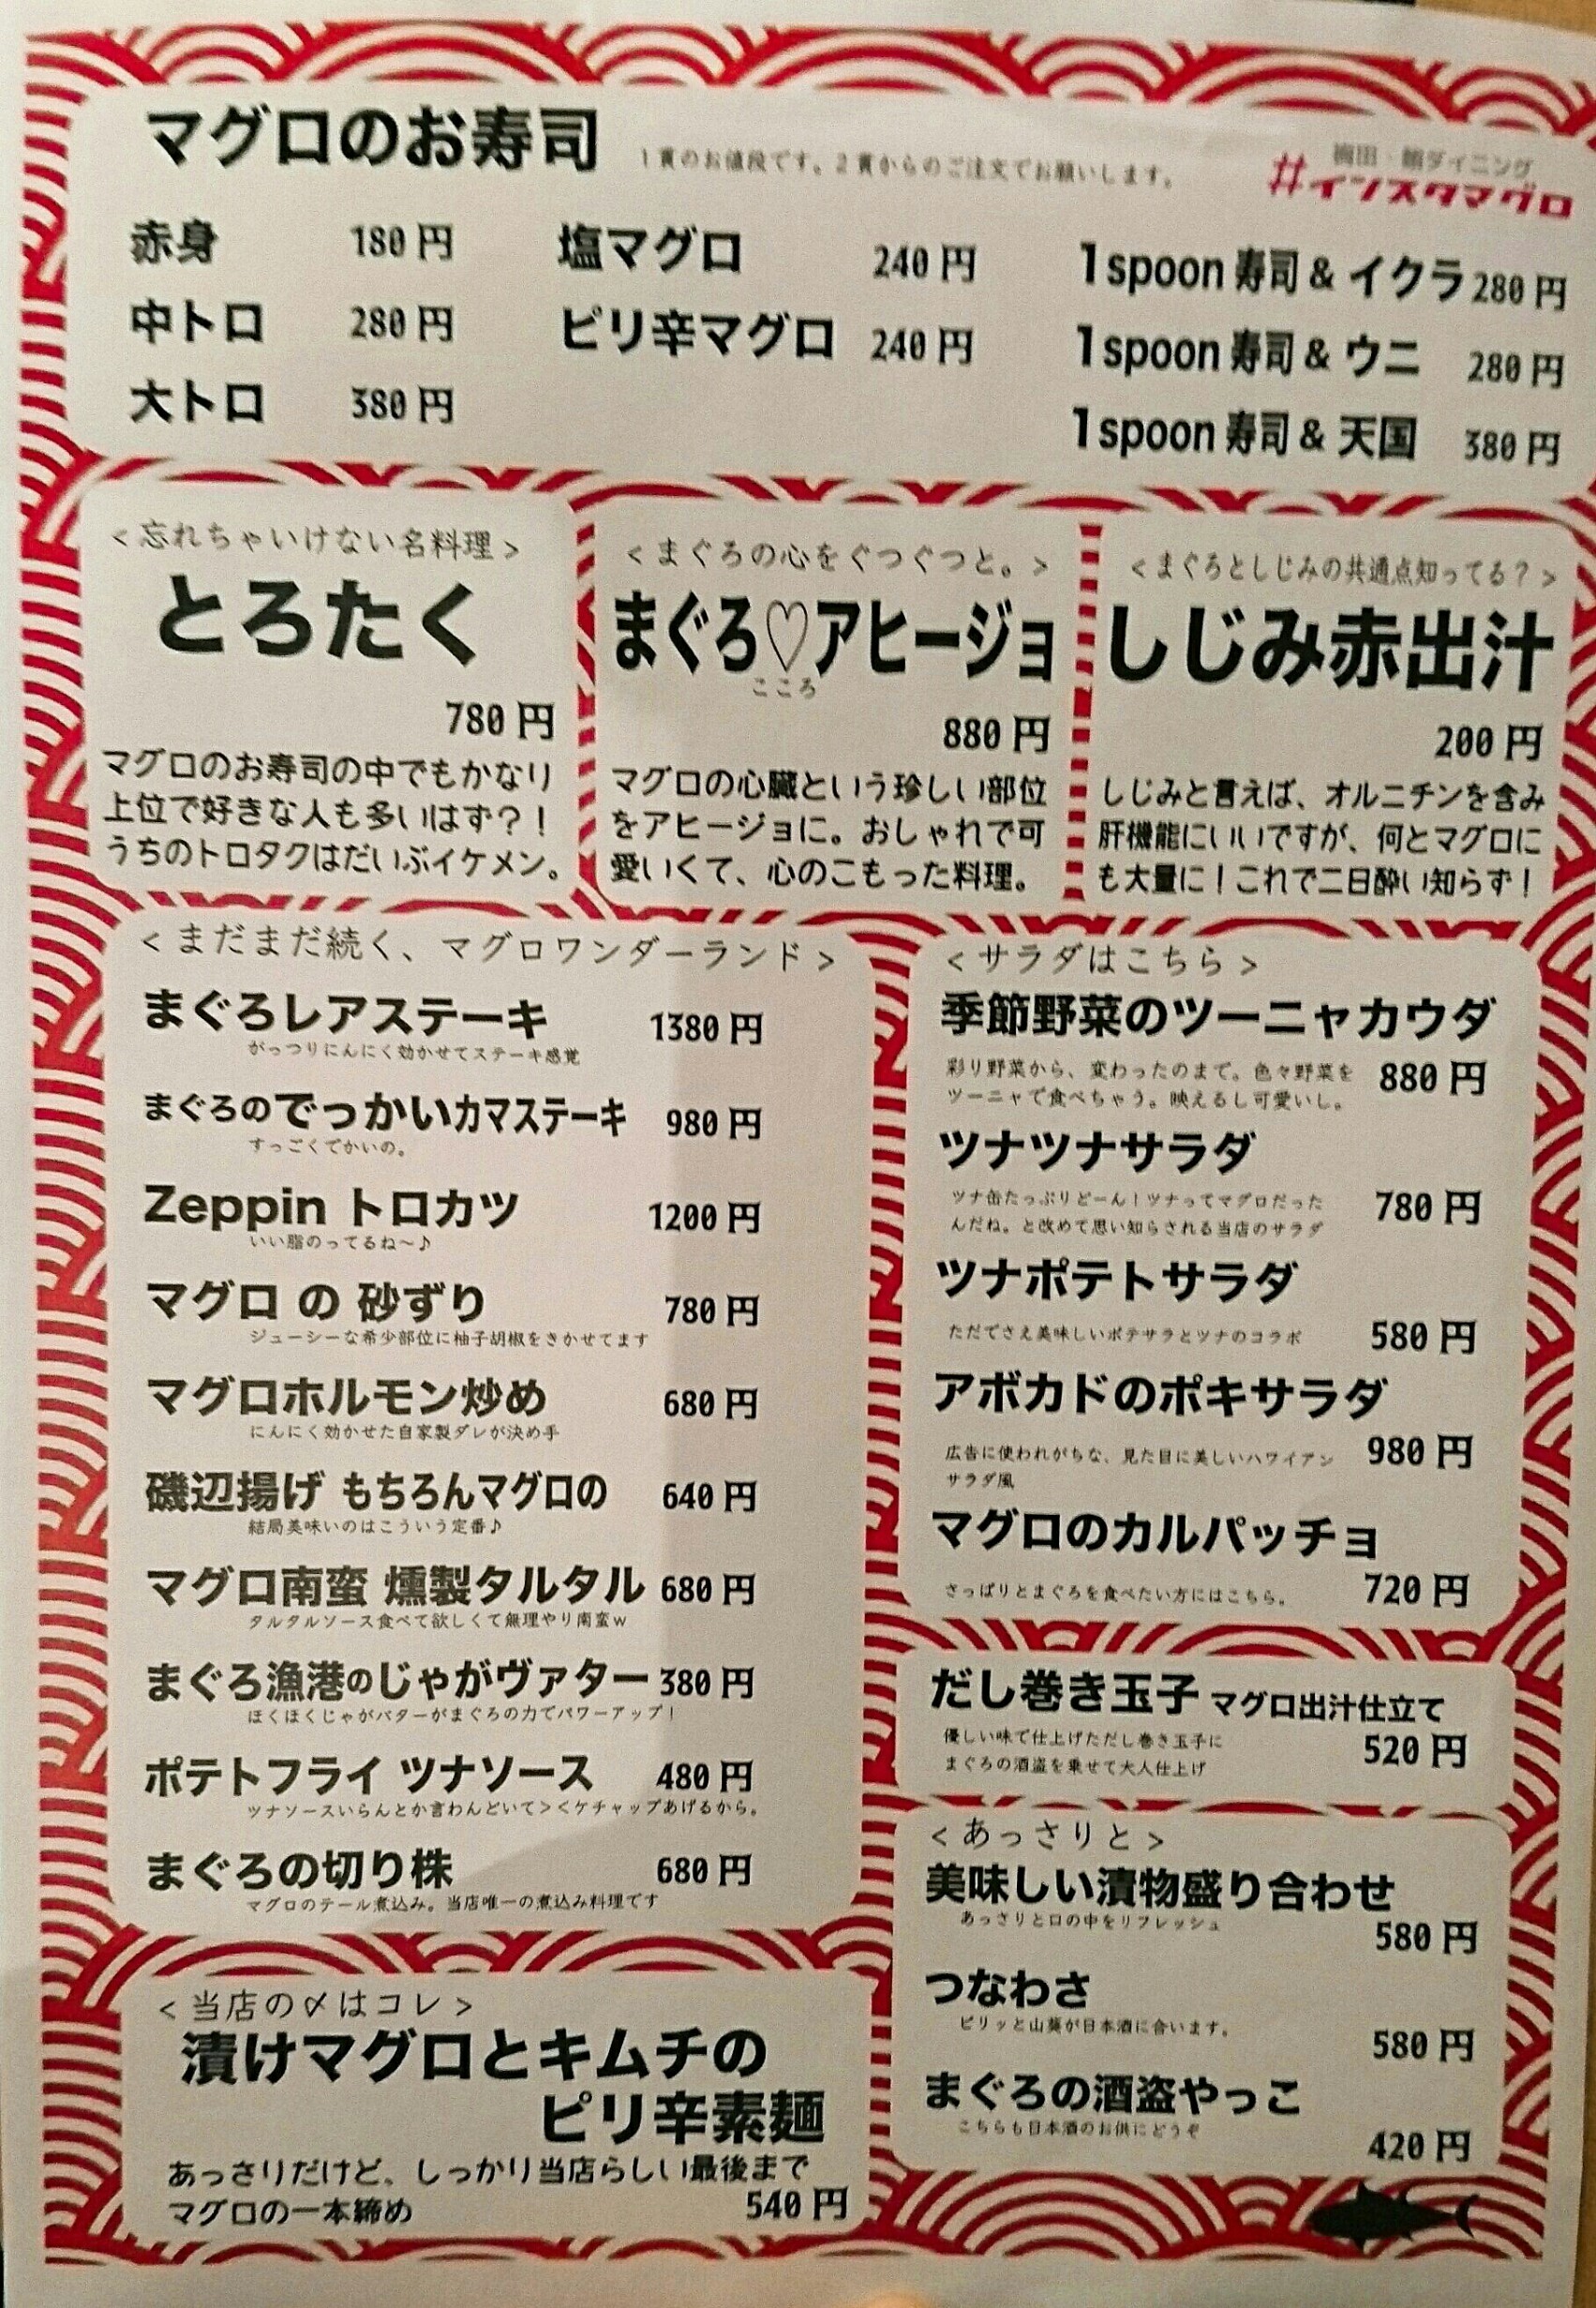 マグロのお寿司
1貫のお値段です。2貫からのご注文でお願いします。
梅田・鮪ダイニング
#インスタマグロ
赤身 180円
中トロ 280円
大トロ 380円
塩マグロ 240円
ピリ辛マグロ 240円
1spoon寿司&イクラ 280円
1spoon寿司&ウニ 280円
1spoon寿司&天国 380円
<忘れちゃいけない名料理>
とろたく
780円
マグロのお寿司の中でもかなり
上位で好きな人も多いはず?!
うちのトロタクはだいぶイケメン。
<まぐろの心をぐつぐつと。>
まぐろ♡アヒージョ
こころ
880円
マグロの心臓という珍しい部位
をアヒージョに。おしゃれで可
愛いくて、心のこもった料理。
<まぐろとしじみの共通点知ってる?>
しじみ赤出汁
200円
しじみと言えば、オルニチンを含み
肝機能にいいですが、何とマグロに
も大量に!これで二日酔い知らず!
<まだまだ続く、マグロワンダーランド>
まぐろレアステーキ 1380円
がっつりにんにく効かせてステーキ感覚
まぐろのでっかいカマステーキ 980円
すっごくでかいの。
Zeppin トロカツ 1200円
いい脂のってるね〜♪
マグロ の 砂ずり 780円
ジューシーな希少部位に柚子胡椒をきかせてます
マグロホルモン炒め 680円
にんにく効かせた自家製ダレが決め手
磯辺揚げ もちろんマグロの 640円
結局美味いのはこういう定番♪
マグロ南蛮 燻製タルタル 680円
タルタルソース食べて欲しくて無理やり南蛮w
まぐろ漁港のじゃがヴァター 380円
ほくほくじゃがバターがまぐろの力でパワーアップ!
ポテトフライ ツナソース 480円
ツナソースいらんとか言わんどいて><ケチャップあげるから。
まぐろの切り株 680円
マグロのテール煮込み。当店唯一の煮込み料理です
<当店の〆はコレ>
漬けマグロとキムチの
ピリ辛素麺
あっさりだけど、しっかり当店らしい最後まで
マグロの一本締め 540円
<サラダはこちら>
季節野菜のツーニャカウダ
彩り野菜から、変わったのまで。色々野菜を
ツーニャで食べちゃう。映えるし可愛いし。
880円
ツナツナサラダ
ツナ缶たっぷりどーん!ツナってマグロだった
んだね。と改めて思い知らされる当店のサラダ
780円
ツナポテトサラダ
ただでさえ美味しいポテサラとツナのコラボ 580円
アボカドのポキサラダ
広告に使われがちな、見た目に美しいハワイアン
サラダ風
980円
マグロのカルパッチョ
さっぱりとまぐろを食べたい方にはこちら。 720円
だし巻き玉子 マグロ出汁仕立て
優しい味で仕上げただし巻き玉子に
まぐろの酒盗を乗せて大人仕上げ
520円
<あっさりと>
美味しい漬物盛り合わせ
あっさりと口の中をリフレッシュ
580円
つなわさ
ピリッと山葵が日本酒に合います。
580円
まぐろの酒盗やっこ
こちらも日本酒のお供にどうぞ
420円